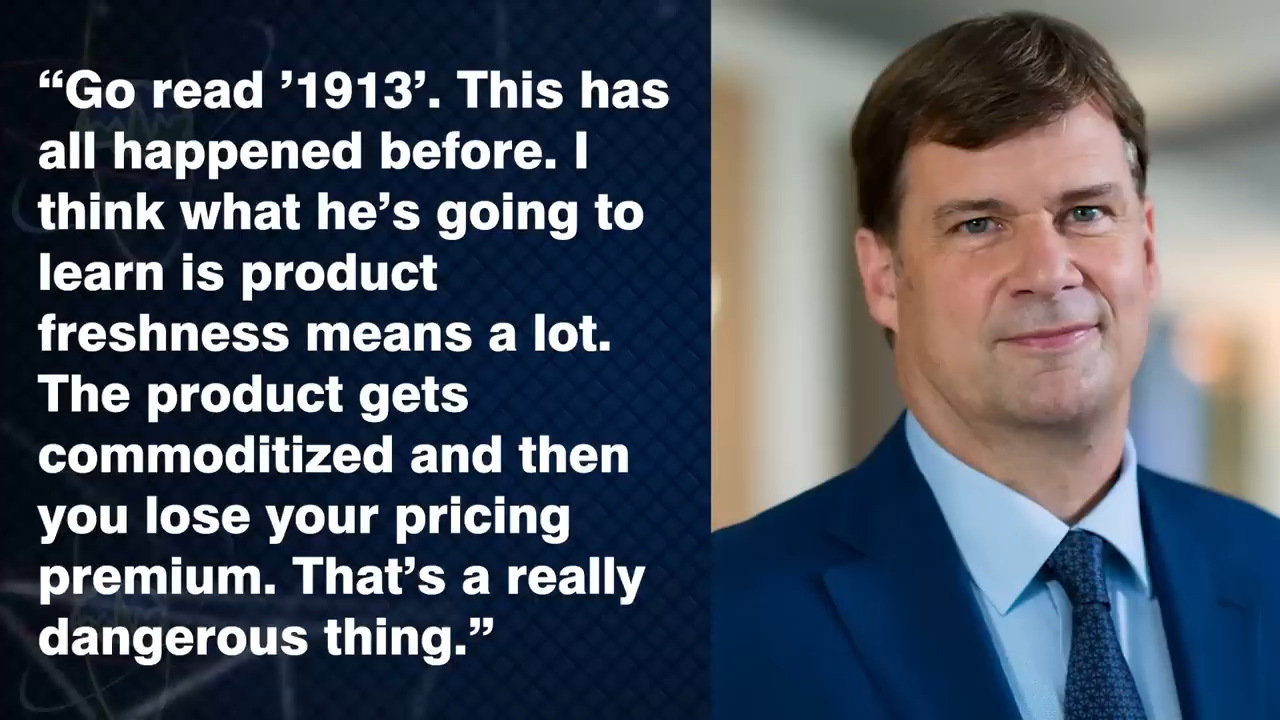 “Go read ’1913’. This has
all happened before. I
think what he’s going to
learn is product
freshness means a lot.
The product gets
commoditized and then
you lose your pricing
premium. That’s a really
dangerous thing.”